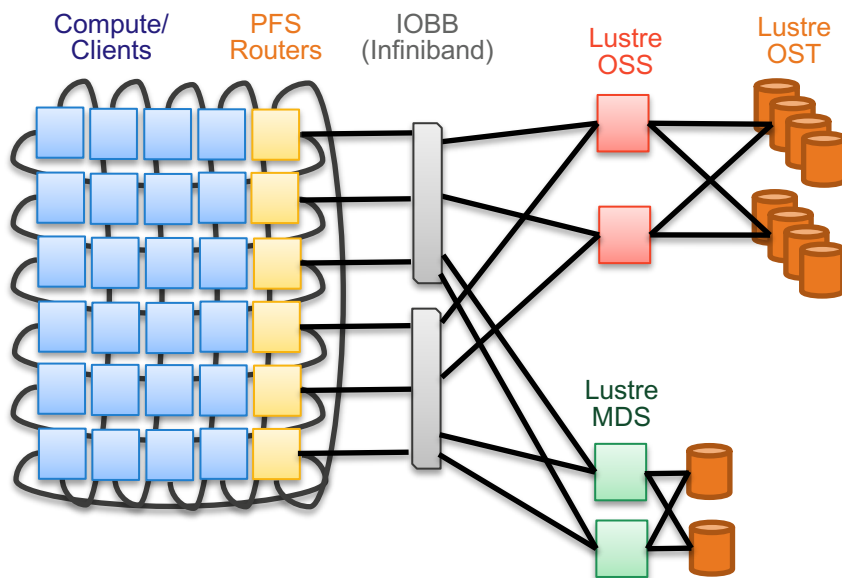 Compute/
Clients
PFS
Routers
IOBB
(Infiniband)
Lustre
OSS
Lustre
OST
Lustre
MDS